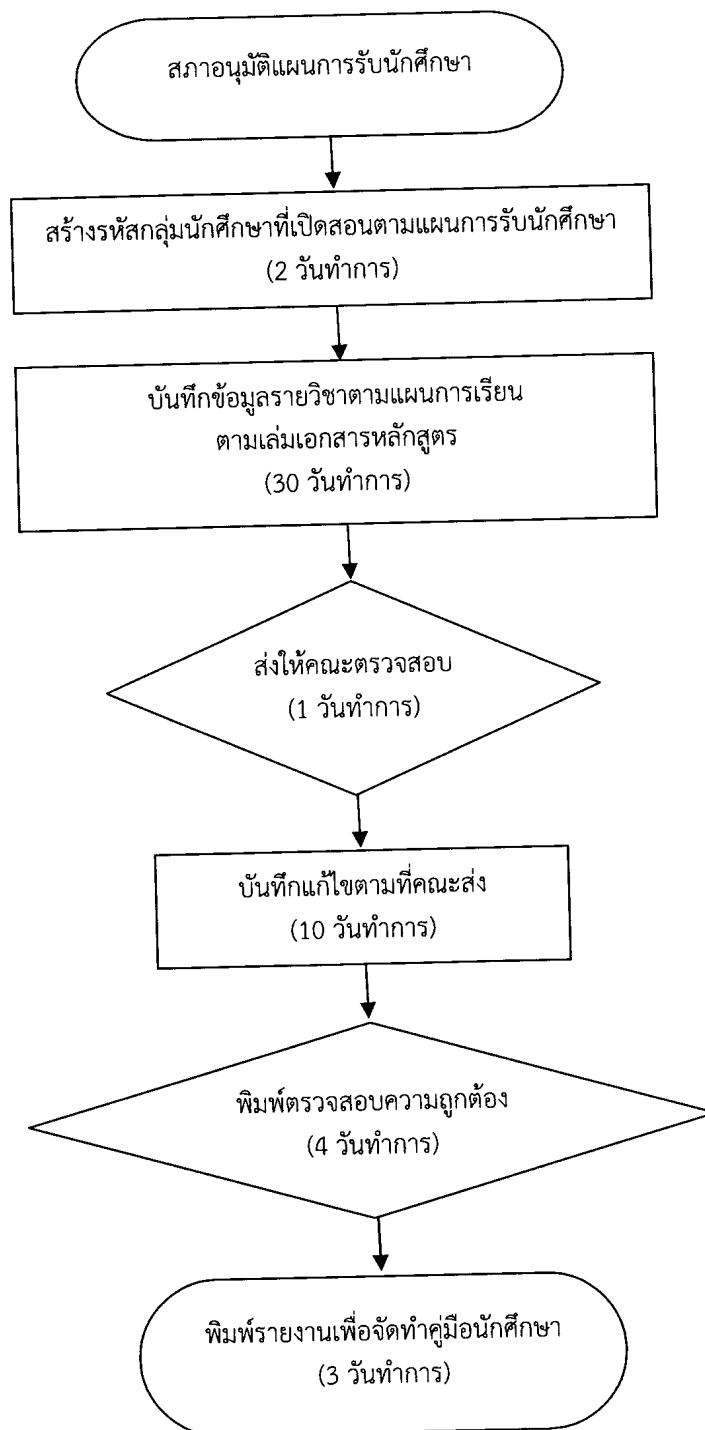 สภาอนุมัติแผนการรับนักศึกษา
สร้างรหัสกลุ่มนักศึกษาที่เปิดสอนตามแผนการรับนักศึกษา
(2 วันทำการ)
บันทึกข้อมูลรายวิชาตามแผนการเรียน
ตามเล่มเอกสารหลักสูตร
(30 วันทำการ)
ส่งให้คณะตรวจสอบ
(1 วันทำการ)
บันทึกแก้ไขตามที่คณะส่ง
(10 วันทำการ)
พิมพ์ตรวจสอบความถูกต้อง
(4 วันทำการ)
พิมพ์รายงานเพื่อจัดทำคู่มือนักศึกษา
(3 วันทำการ)